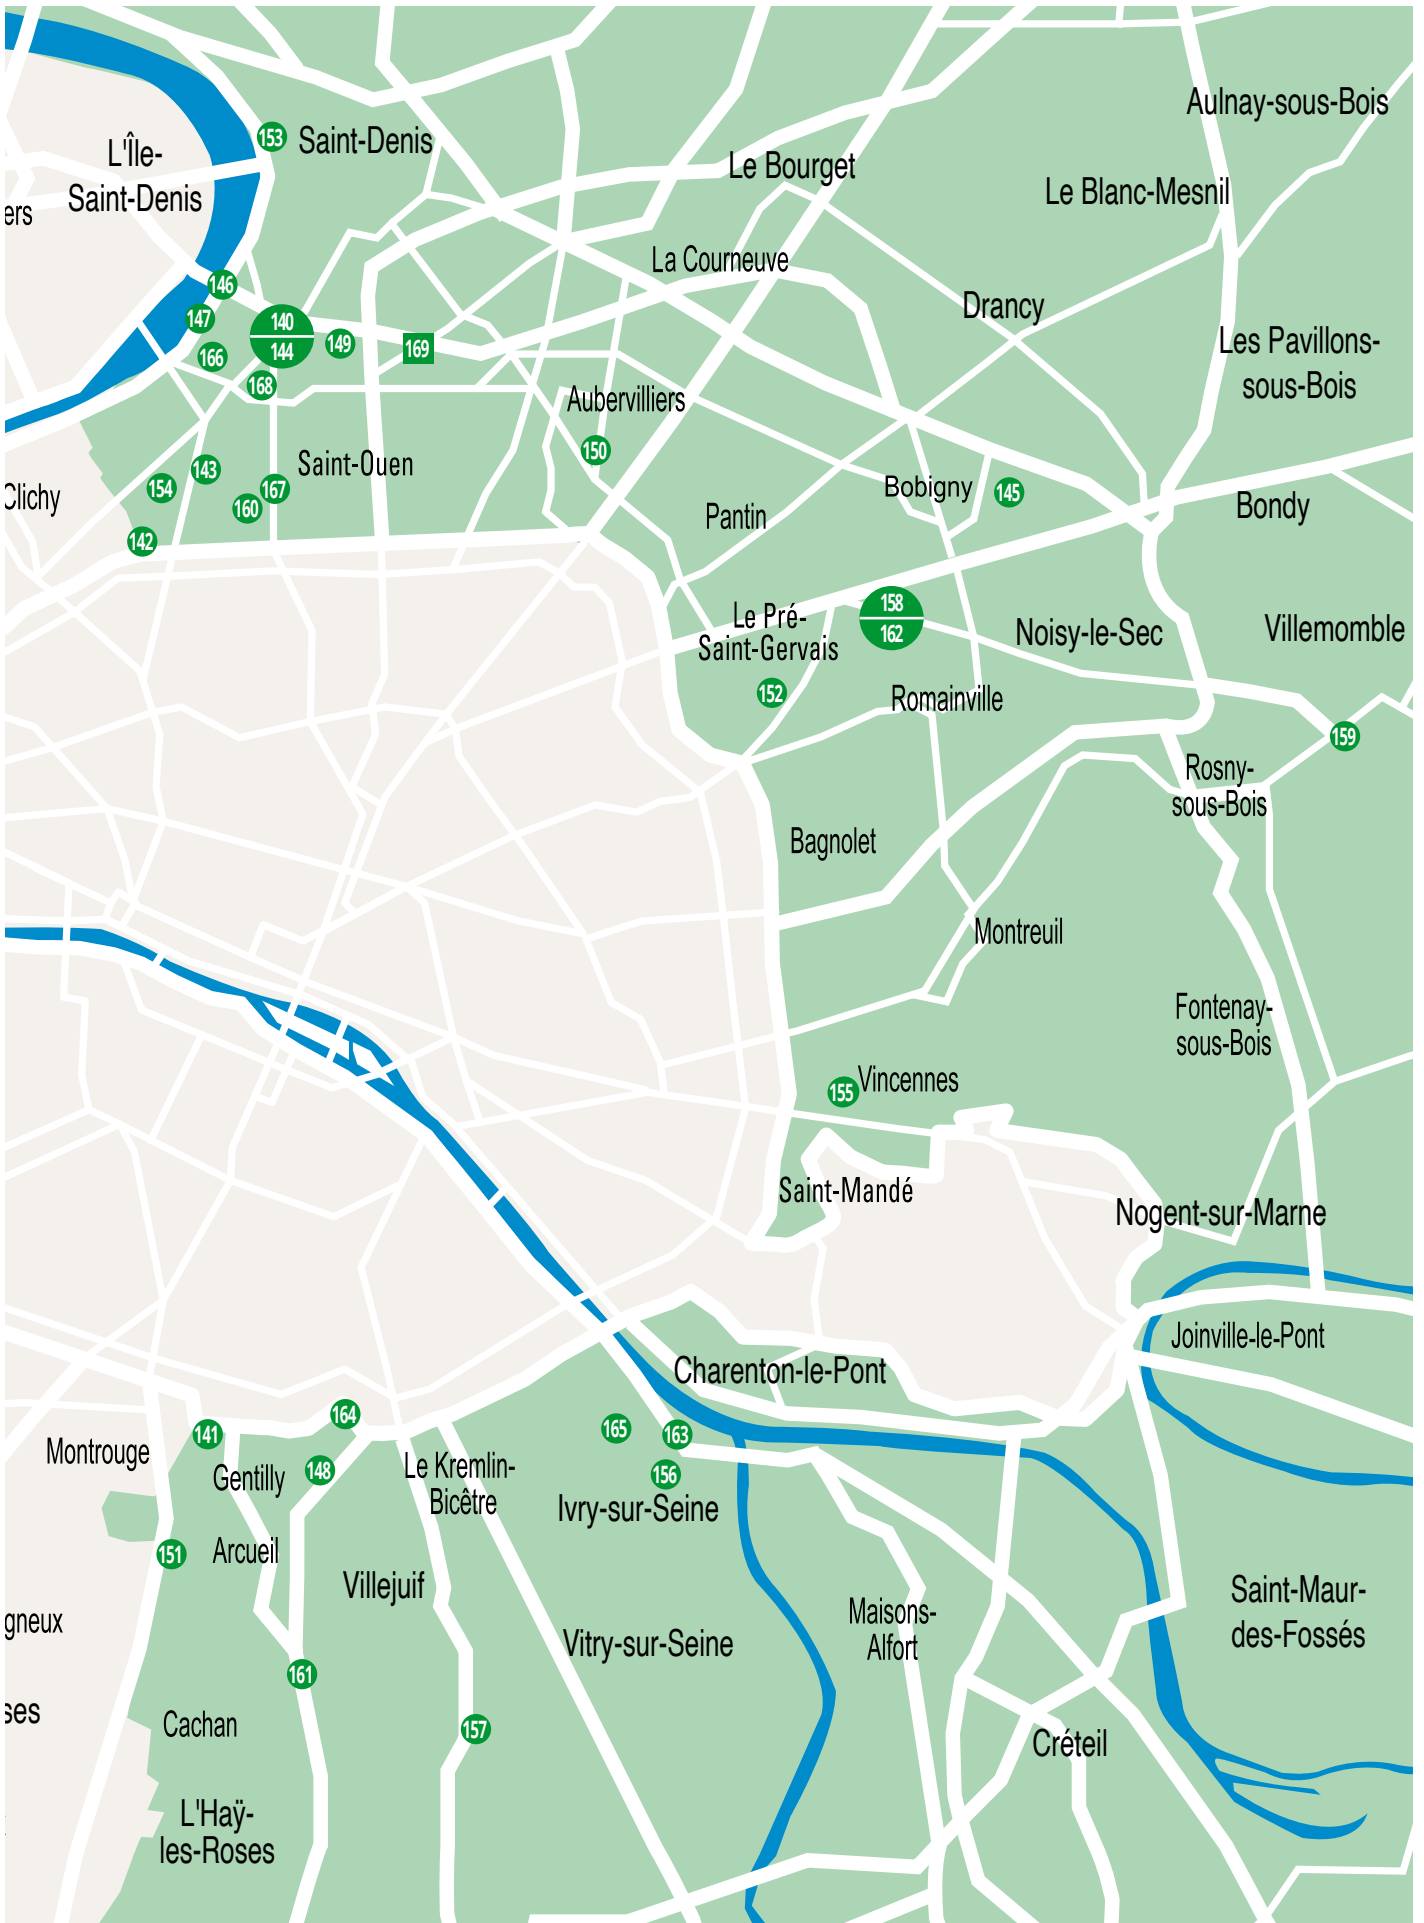 Aulnay-sous-Bois
153
Saint-Denis
L'Île-
Saint-Denis
Le Bourget
Le Blanc-Mesnil
ers
La Courneuve
146
Drancy
147
140
144
149
169
166
168
Les Pavillons-
sous-Bois
Aubervilliers
150
Saint-Ouen
143
154
167
160
142
Clichy
Pantin
Bobigny
145
Bondy
158
162
Le Pré-
Saint-Gervais
152
Noisy-le-Sec
Villemomble
Romainville
159
Rosny-
sous-Bois
Bagnolet
Montreuil
Fontenay-
sous-Bois
155
Vincennes
Saint-Mandé
Nogent-sur-Marne
Joinville-le-Pont
Charenton-le-Pont
164
141
165
163
Montrouge
Gentilly
148
Le Kremlin-
Bicêtre
156
Ivry-sur-Seine
151
Arcueil
Villejuif
Saint-Maur-
des-Fossés
Maisons-
Alfort
gneux
Vitry-sur-Seine
161
ses
Cachan
157
Créteil
L'Haÿ-
les-Roses